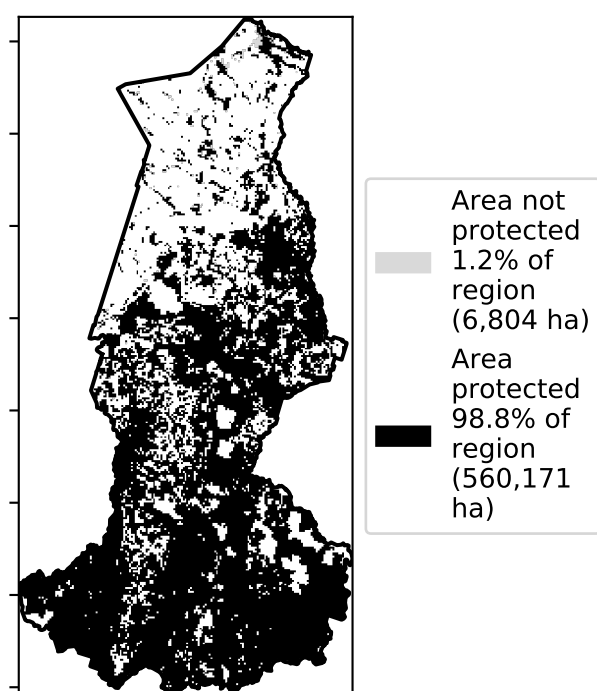 Area not
protected
1.2% of
region
(6,804 ha)
Area
protected
98.8% of
region
(560,171
ha)